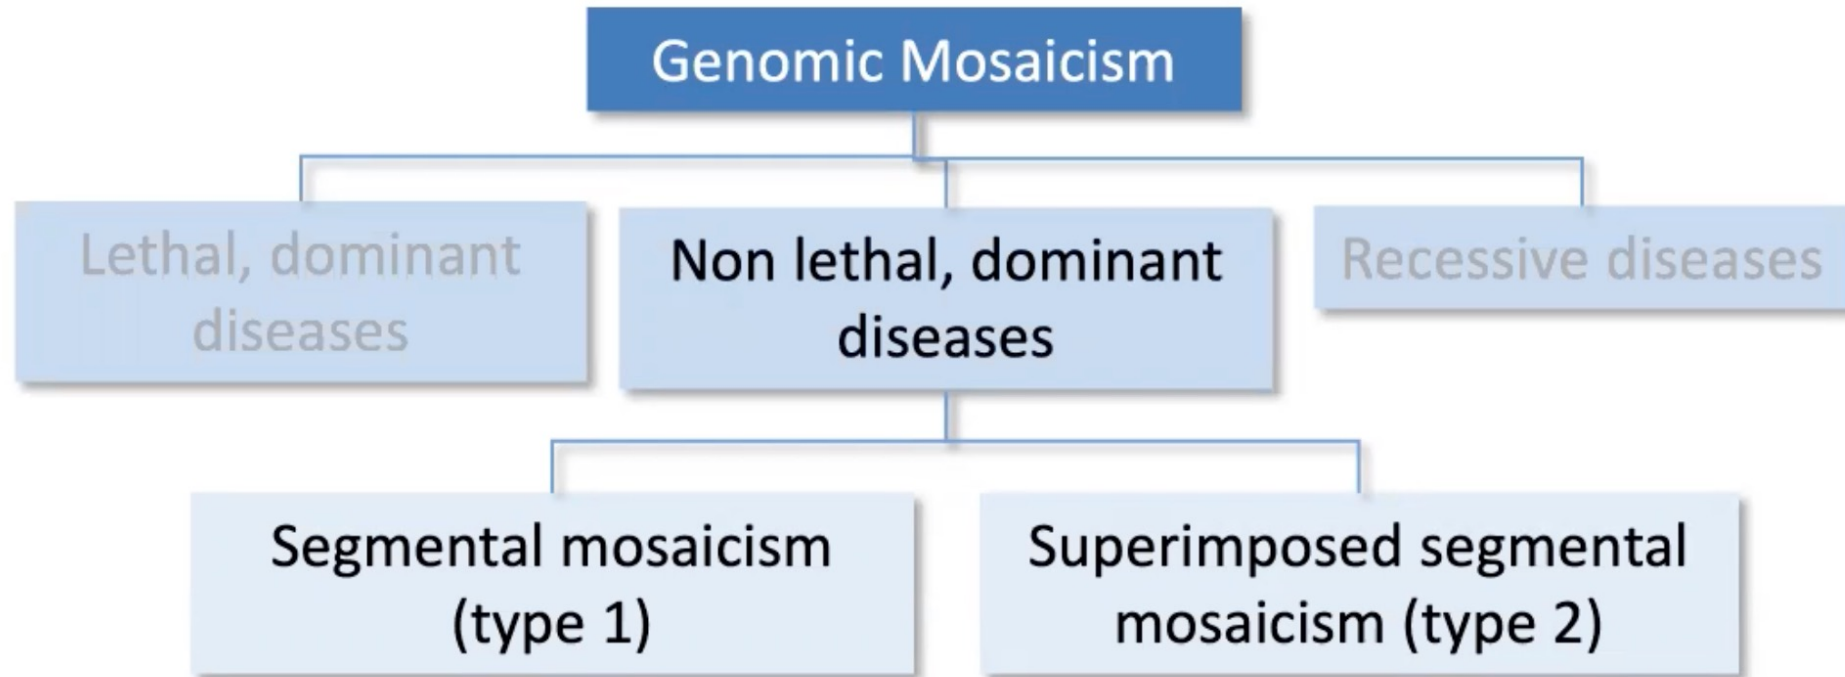 Genomic Mosaicism
Lethal, dominant
diseases
Non lethal, dominant
diseases
Recessive diseases
Segmental mosaicism
(type 1)
Superimposed segmental
mosaicism (type 2)